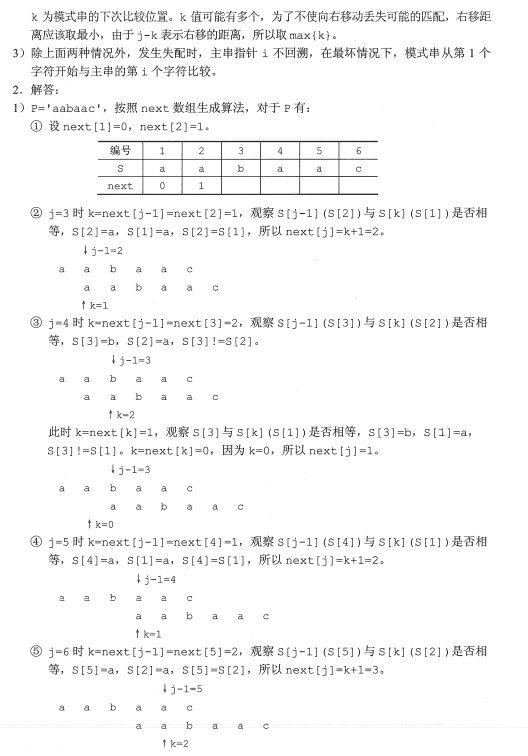 k 为模式串的下次比较位置。k 值可能有多个，为了不使向右移动丢失可能的匹配，右移距
离应该取最小，由于 j-k 表示右移的距离，所以取 max{k}。
3）除上面两种情况外，发生失配时，主串指针 i 不回溯，在最坏情况下，模式串从第 1 个
字符开始与主串的第 i 个字符比较。
2. 解答：
1）P='aabaac'，按照 next 数组生成算法，对于 P 有：
① 设 next[1]=0，next[2]=1。
编号 1 2 3 4 5 6
S a a b a a c
next 0 1
② j=3 时 k=next[j-1]=next[2]=1，观察 S[j-1](S[2])与 S[k](S[1])是否相
等，S[2]=a，S[1]=a，S[2]=S[1]，所以 next[j]=k+1=2。
↓j-1=2
a a b a a c
a a b a a c
↑k=1
③ j=4 时 k=next[j-1]=next[3]=2，观察 S[j-1](S[3])与 S[k](S[2])是否相
等，S[3]=b，S[2]=a，S[3]!=S[2]。
↓j-1=3
a a b a a c
a a b a a c
↑k=2
此时 k=next[k]=1，观察 S[3]与 S[k](S[1])是否相等，S[3]=b，S[1]=a，
S[3]!=S[1]。k=next[k]=0，因为 k=0，所以 next[j]=1。
↓j-1=3
a a b a a c
a a b a a c
↑k=0
④ j=5 时 k=next[j-1]=next[4]=1，观察 S[j-1](S[4])与 S[k](S[1])是否相
等，S[4]=a，S[1]=a，S[4]=S[1]，所以 next[j]=k+1=2。
↓j-1=4
a a b a a c
a a b a a c
↑k=1
⑤ j=6 时 k=next[j-1]=next[5]=2，观察 S[j-1](S[5])与 S[k](S[2])是否相
等，S[5]=a，S[2]=a，S[5]=S[2]，所以 next[j]=k+1=3。
↓j-1=5
a a b a a c
a a b a a c
↑k=2